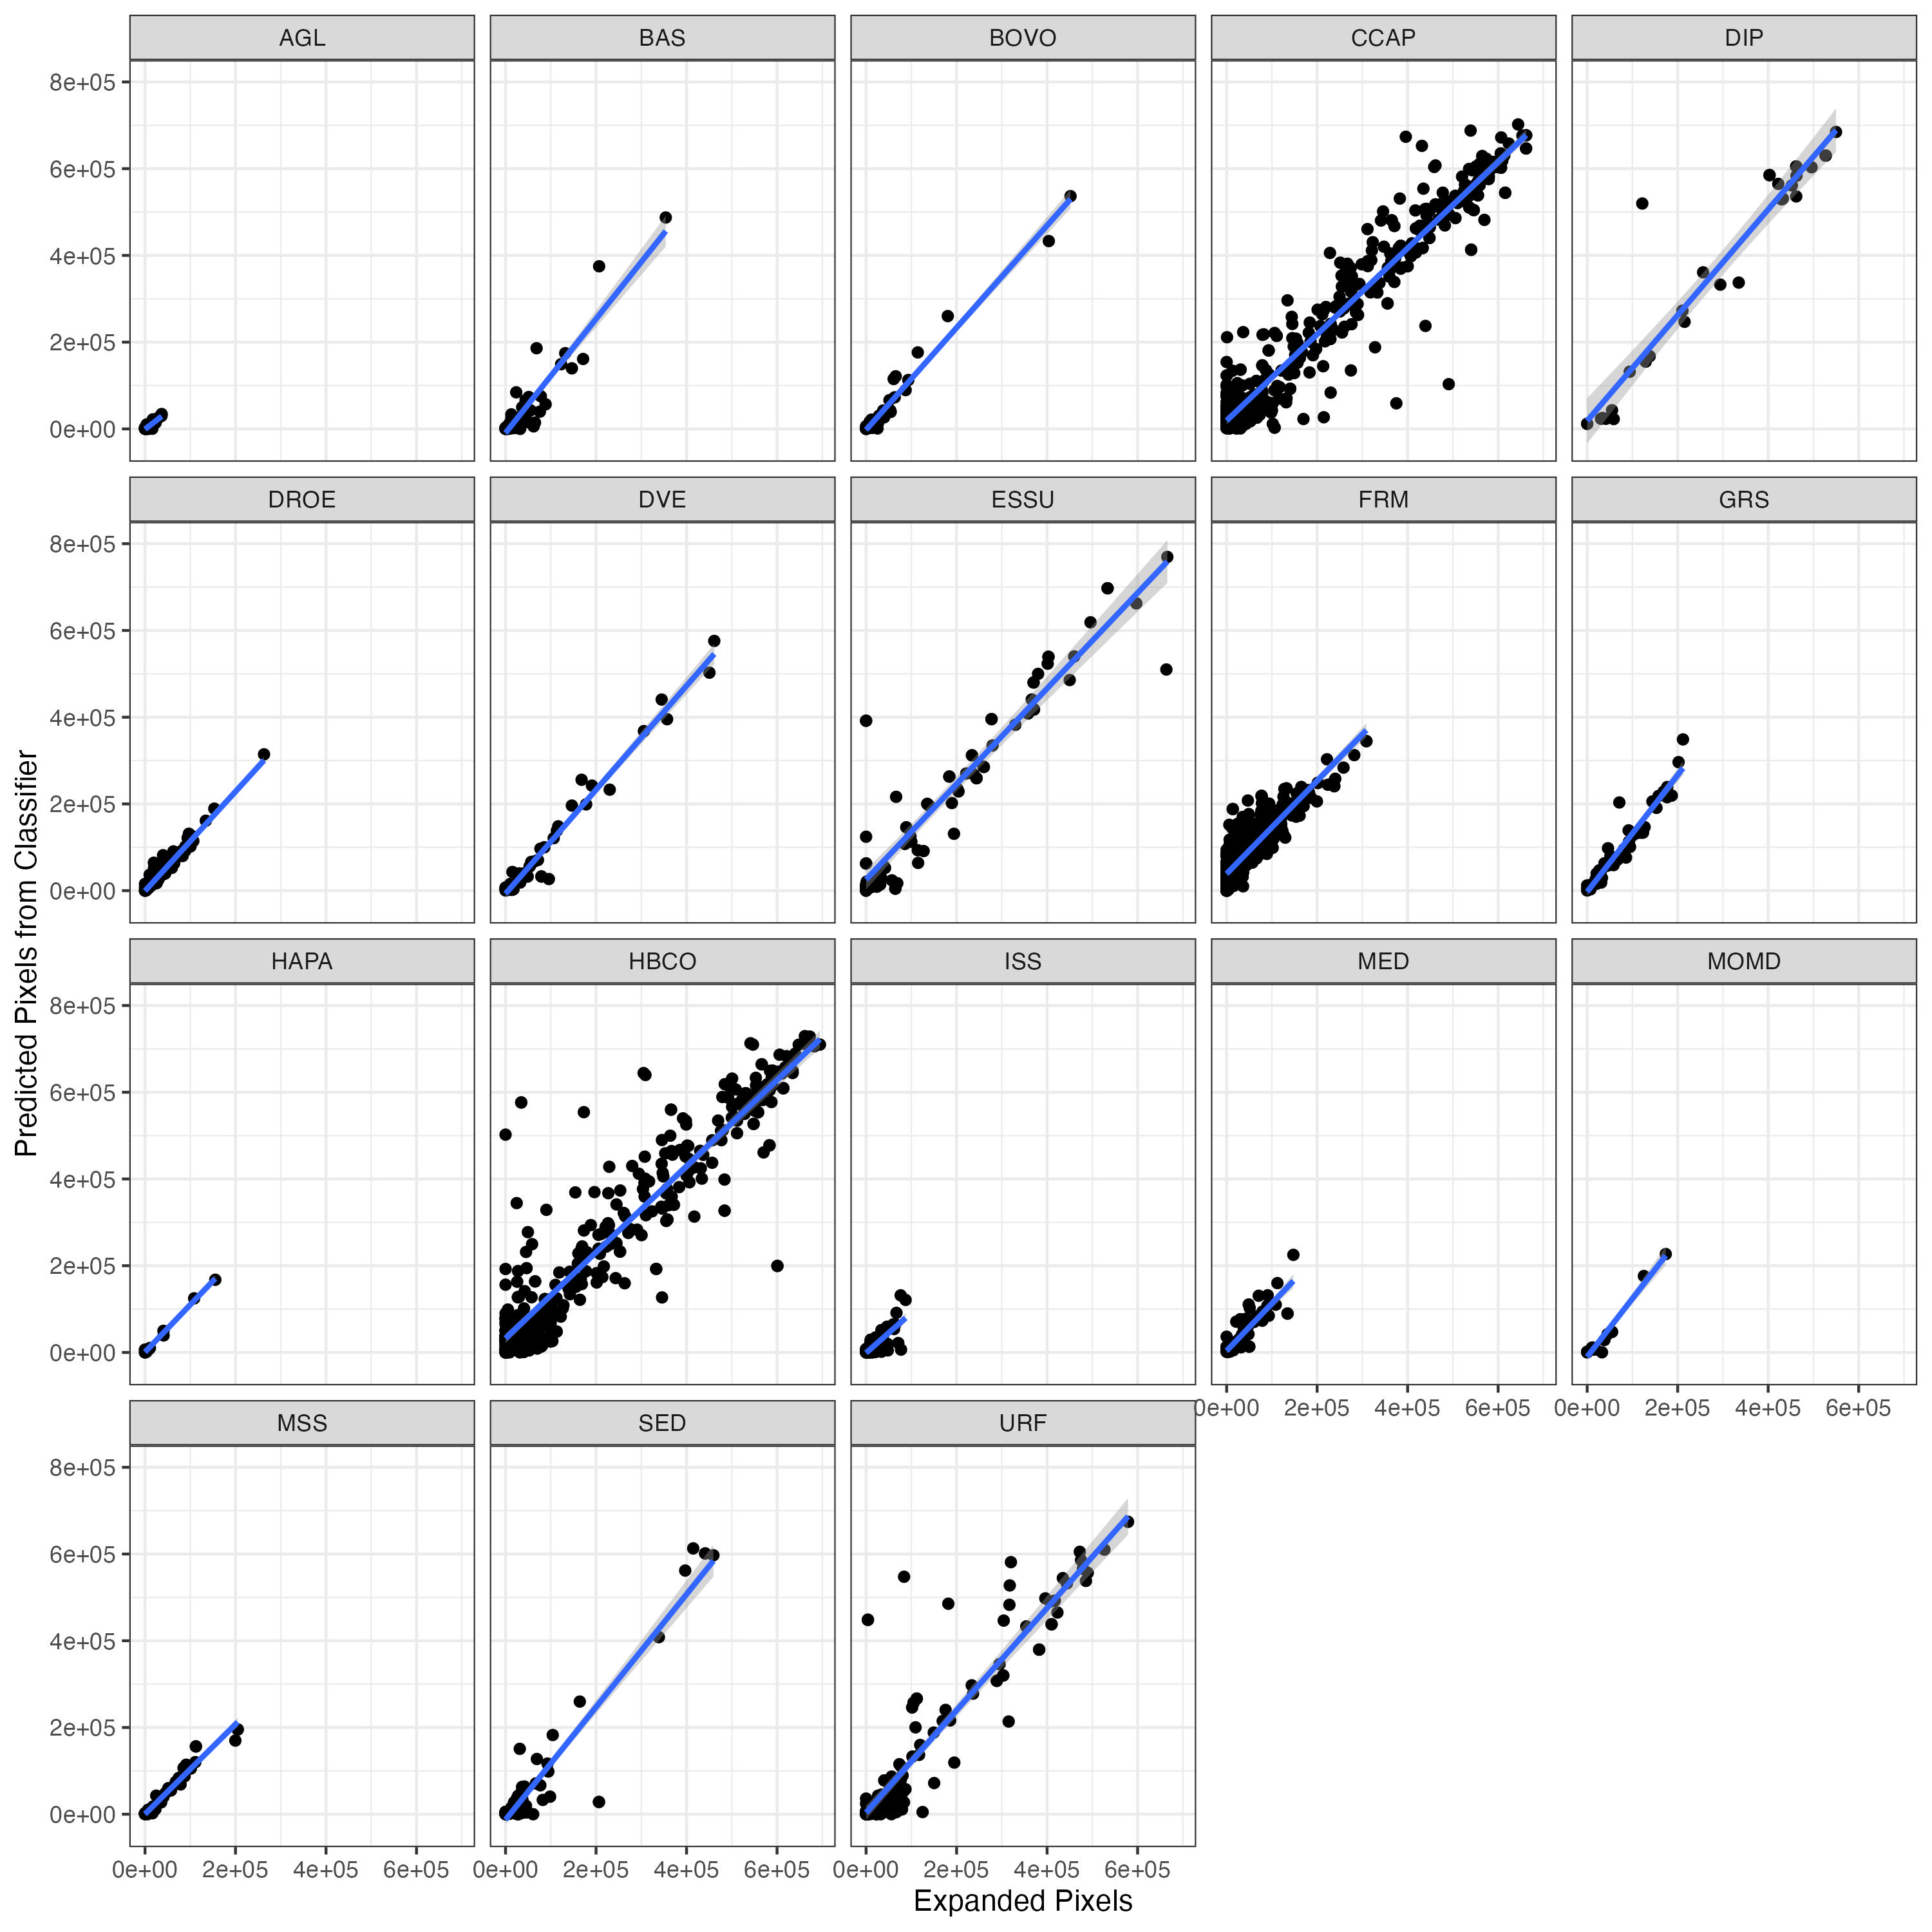 AGL BAS BOVO CCAP DIP
8e+05
6e+05
4e+05
2e+05
0e+00
DROE DVE ESSU FRM GRS
8e+05
6e+05
4e+05
2e+05
0e+00
Predicted Pixels from Classifier
HAPA HBCO ISS MED MOMD
8e+05
6e+05
4e+05
2e+05
0e+00
0e+00 2e+05 4e+05 6e+05 0e+00 2e+05 4e+05 6e+05
MSS SED URF
8e+05
6e+05
4e+05
2e+05
0e+00
0e+00 2e+05 4e+05 6e+05 0e+00 2e+05 4e+05 6e+05 0e+00 2e+05 4e+05 6e+05
Expanded Pixels